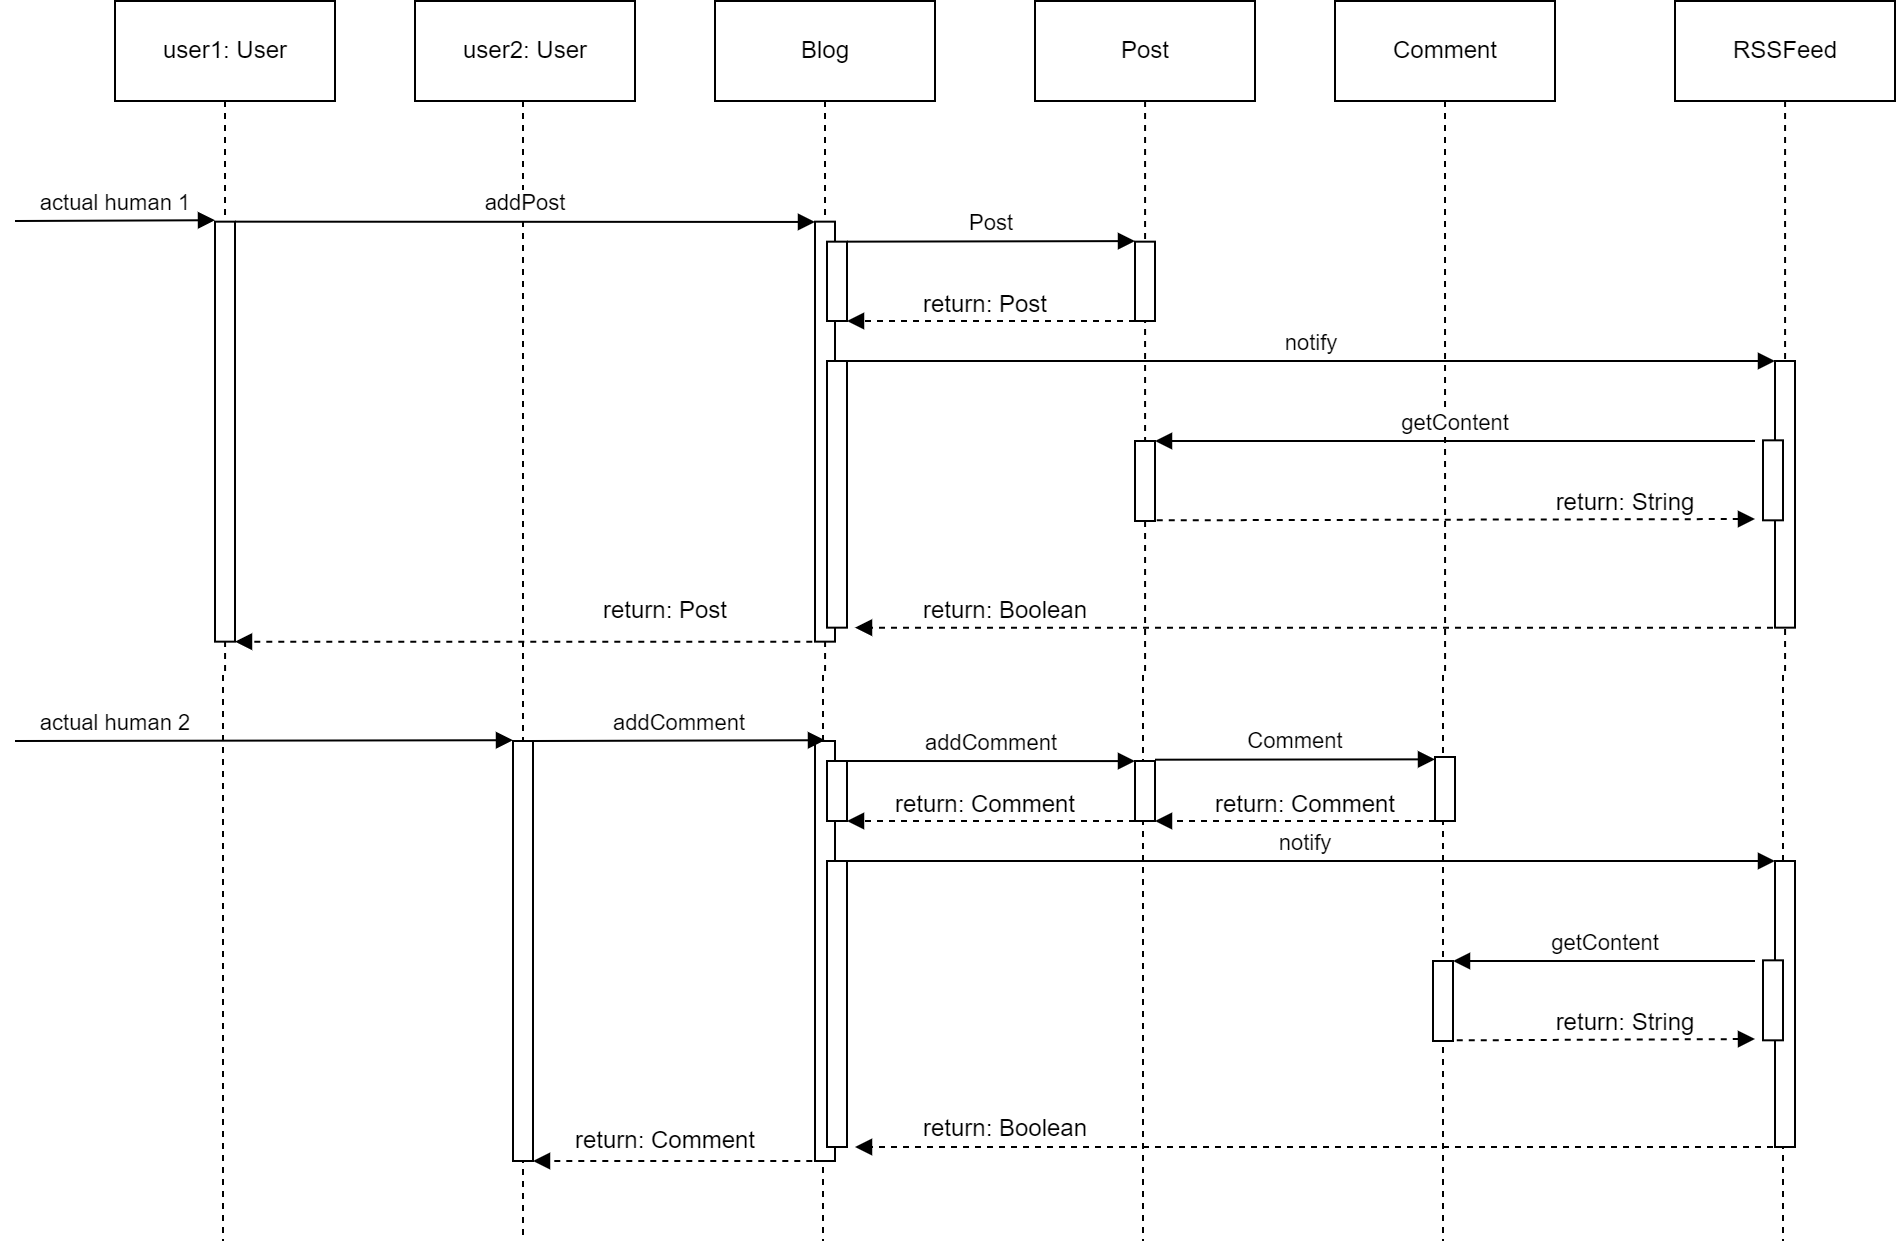 user1: User
user2: User
Blog
Post
Comment
RSSFeed
actual human 1
addPost
Post
return: Post
notify
getContent
return: String
return: Post
return: Boolean
actual human 2
addComment
addComment
Comment
return: Comment
return: Comment
notify
getContent
return: String
return: Boolean
return: Comment